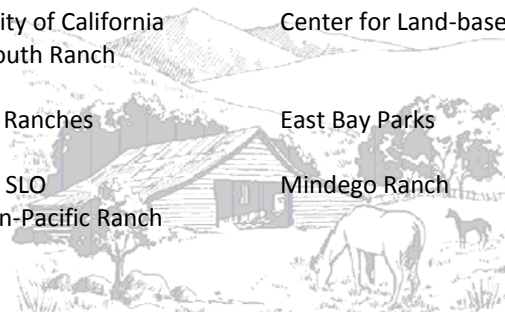 ity of California
outh Ranch
Center for Land-base
Ranches
East Bay Parks
SLO
n-Pacific Ranch
Mindego Ranch